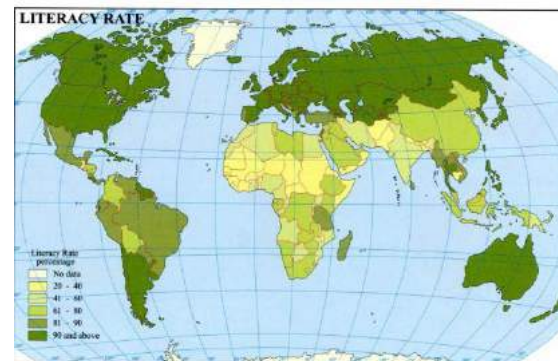 LITERACY RATE
Literacy Rate
percentage
No data
20 - 40
41 - 60
61 - 80
81 - 90
90 and above